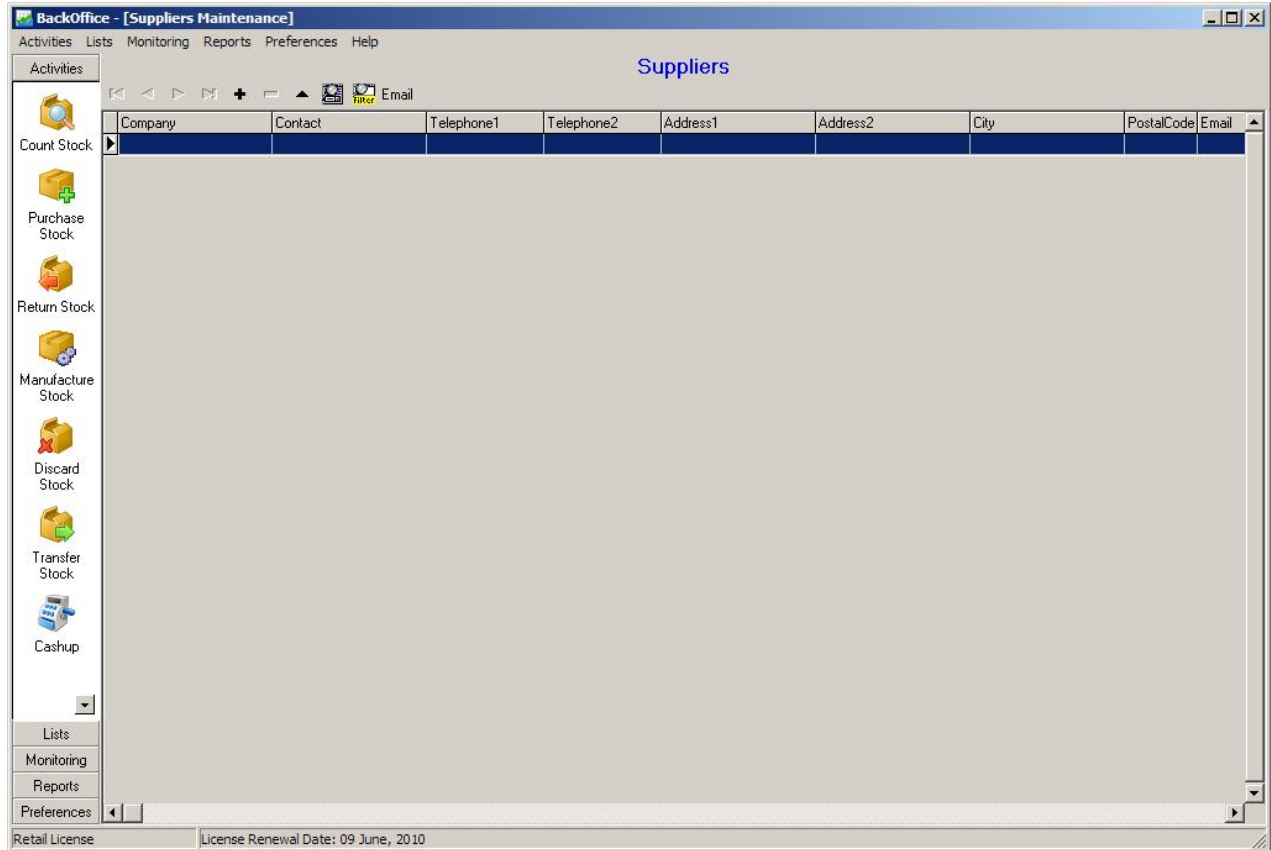 BackOffice - [Suppliers Maintenance]
Activities Lists Monitoring Reports Preferences Help
Activities
Suppliers
Filter Email
Company Contact Telephone1 Telephone2 Address1 Address2 City PostalCode Email
Count Stock
Purchase
Stock
Return Stock
Manufacture
Stock
Discard
Stock
Transfer
Stock
Cashup
Lists
Monitoring
Reports
Preferences
Retail License License Renewal Date: 09 June, 2010